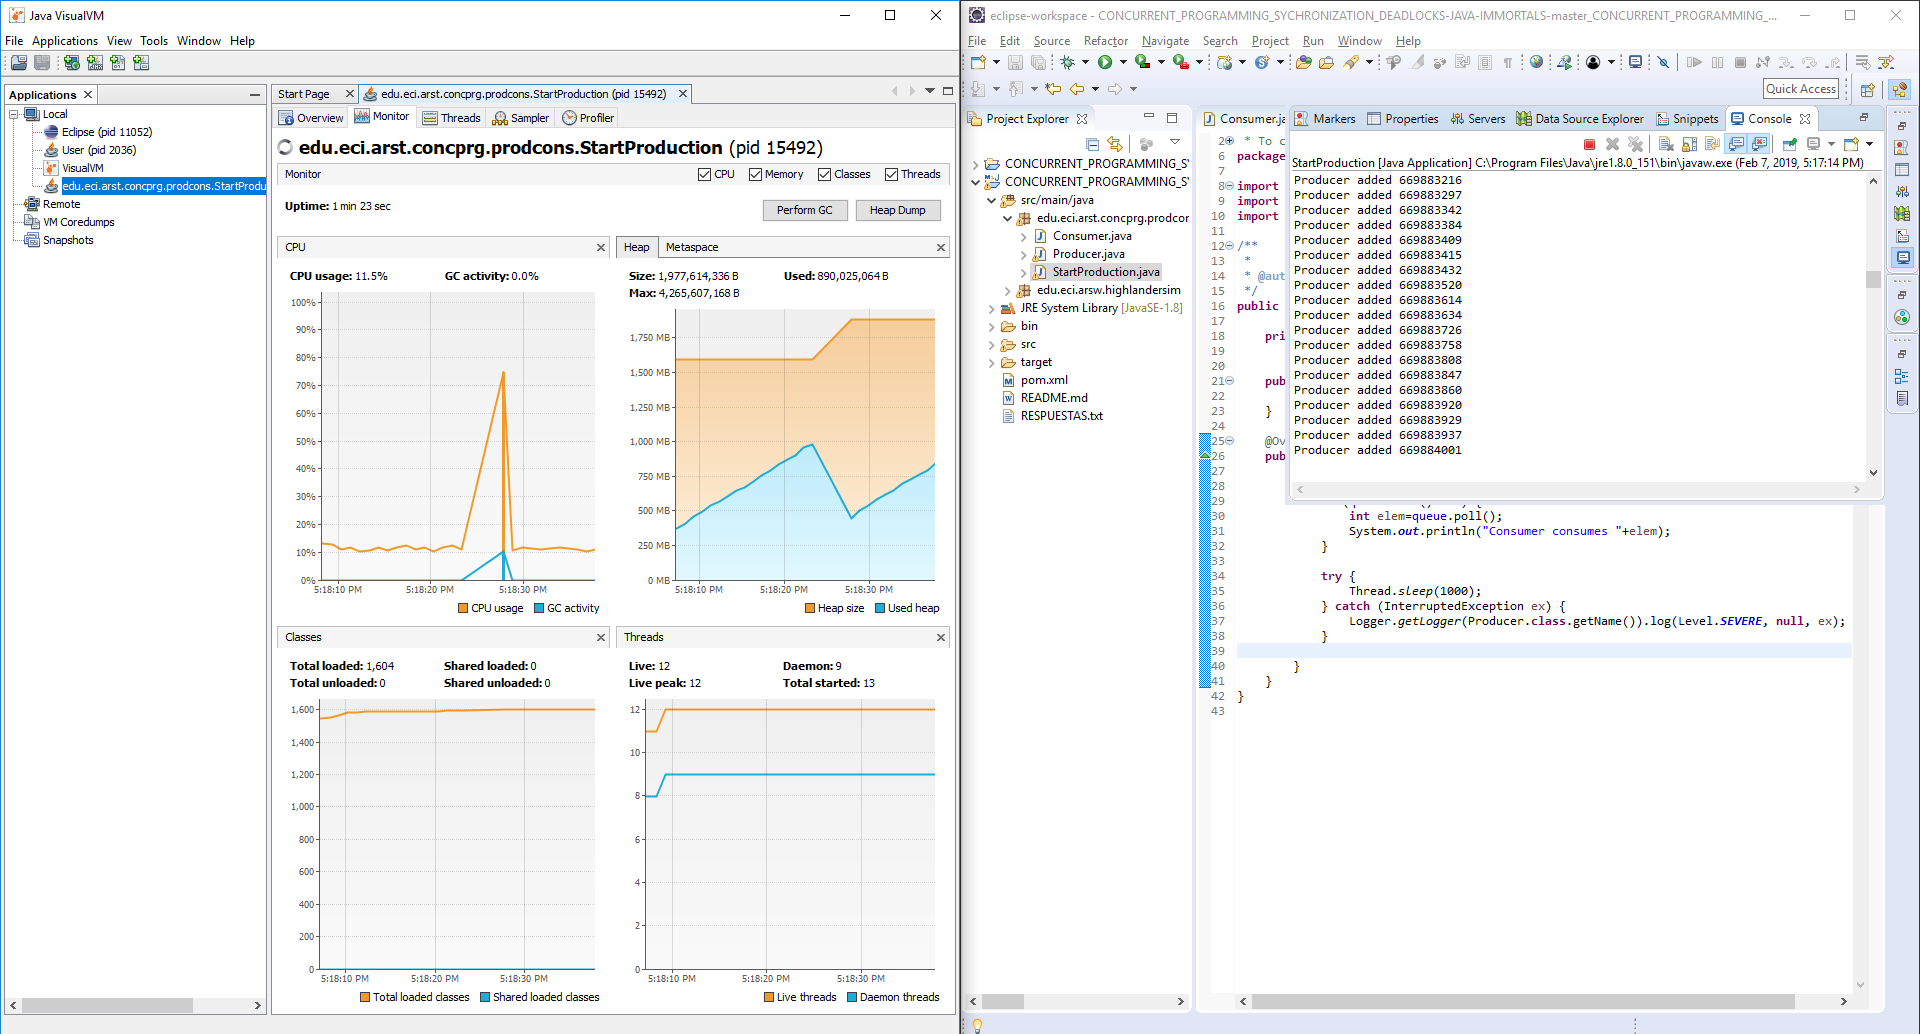 Java VisualVM
File Applications View Tools Window Help
Applications
Local
Eclipse (pid 11052)
User (pid 2036)
VisualVM
edu.eci.arst.concprg.prodcons.StartProdu
Remote
VM Coredumps
Snapshots
Start Page
edu.eci.arst.concprg.prodcons.StartProduction (pid 15492)
Overview Monitor Threads Sampler Profiler
edu.eci.arst.concprg.prodcons.StartProduction (pid 15492)
Monitor CPU Memory Classes Threads
Uptime: 1 min 23 sec Perform GC Heap Dump
CPU
CPU usage: 11.5% GC activity: 0.0%
100%
90%
80%
70%
60%
50%
40%
30%
20%
10%
0%
5:18:10 PM 5:18:20 PM 5:18:30 PM
CPU usage GC activity
Heap Metaspace
Size: 1,977,614,336 B Used: 890,025,064 B
Max: 4,265,607,168 B
1,750 MB
1,500 MB
1,250 MB
1,000 MB
750 MB
500 MB
250 MB
0 MB
5:18:10 PM 5:18:20 PM 5:18:30 PM
Heap size Used heap
Classes
Total loaded: 1,604 Shared loaded: 0
Total unloaded: 0 Shared unloaded: 0
1,600
1,400
1,200
1,000
800
600
400
200
0
5:18:10 PM 5:18:20 PM 5:18:30 PM
Total loaded classes Shared loaded classes
Threads
Live: 12 Daemon: 9
Live peak: 12 Total started: 13
12
10
8
6
4
2
0
5:18:10 PM 5:18:20 PM 5:18:30 PM
Live threads Daemon threads
eclipse-workspace - CONCURRENT_PROGRAMMING_SYCHRONIZATION_DEADLOCKS-JAVA-IMMORTALS-master_CONCURRENT_PROGRAMMING_...
File Edit Source Refactor Navigate Search Project Run Window Help
Quick Access
Project Explorer
CONCURRENT_PROGRAMMING_S
CONCURRENT_PROGRAMMING_S
src/main/java
edu.eci.arst.concprg.prodcor
Consumer.java
Producer.java
StartProduction.java
edu.eci.arsw.highlandersim
JRE System Library [JavaSE-1.8]
bin
src
target
pom.xml
README.md
RESPUESTAS.txt
Consumer.ja
Markers Properties Servers Data Source Explorer Snippets Console
StartProduction [Java Application] C:\Program Files\Java\jre1.8.0_151\bin\javaw.exe (Feb 7, 2019, 5:17:14 PM)
Producer added 669883216
Producer added 669883297
Producer added 669883342
Producer added 669883384
Producer added 669883409
Producer added 669883415
Producer added 669883432
Producer added 669883520
Producer added 669883614
Producer added 669883634
Producer added 669883726
Producer added 669883758
Producer added 669883808
Producer added 669883847
Producer added 669883860
Producer added 669883920
Producer added 669883929
Producer added 669883937
Producer added 669884001
2 * To c
6 package
7
8 import
9 import
10 import
11
12 /**
13 *
14 * @aut
15 */
16 public
17
18 pri
19
20
21 pub
22
23 }
24
25 @Ov
26 pub
27
28
29
30 int elem=queue.poll();
31 System.out.println("Consumer consumes "+elem);
32 }
33
34 try {
35 Thread.sleep(1000);
36 } catch (InterruptedException ex) {
37 Logger.getLogger(Producer.class.getName()).log(Level.SEVERE, null, ex);
38 }
39
40 }
41 }
42 }
43